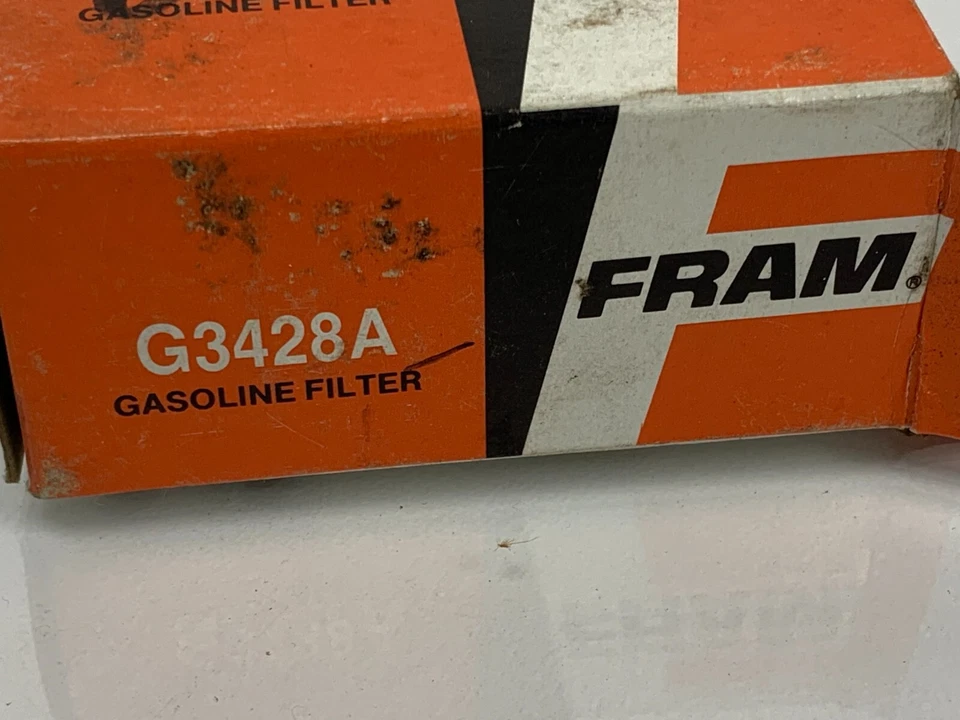 GASOLINE FILTER
G3428A
GASOLINE FILTER
FRAM®